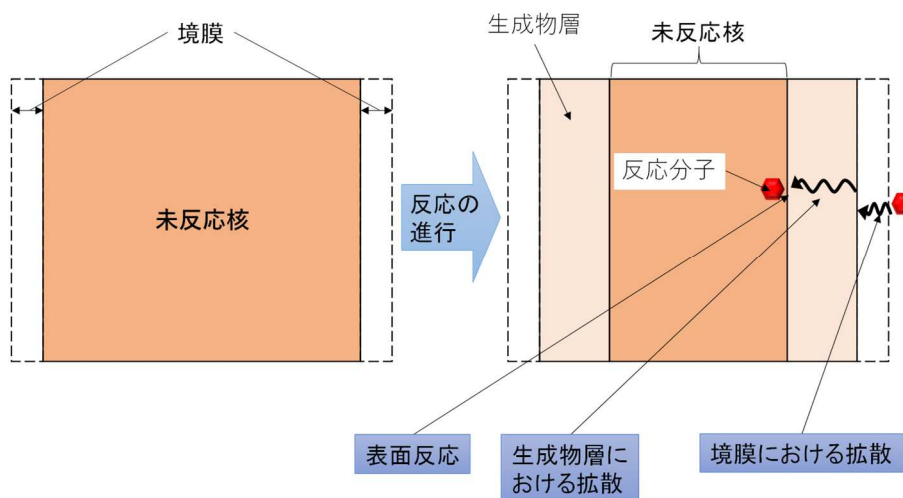 境膜
未反応核
反応の
進行
生成物層
未反応核
反応分子
表面反応
生成物層に
おける拡散
境膜における拡散